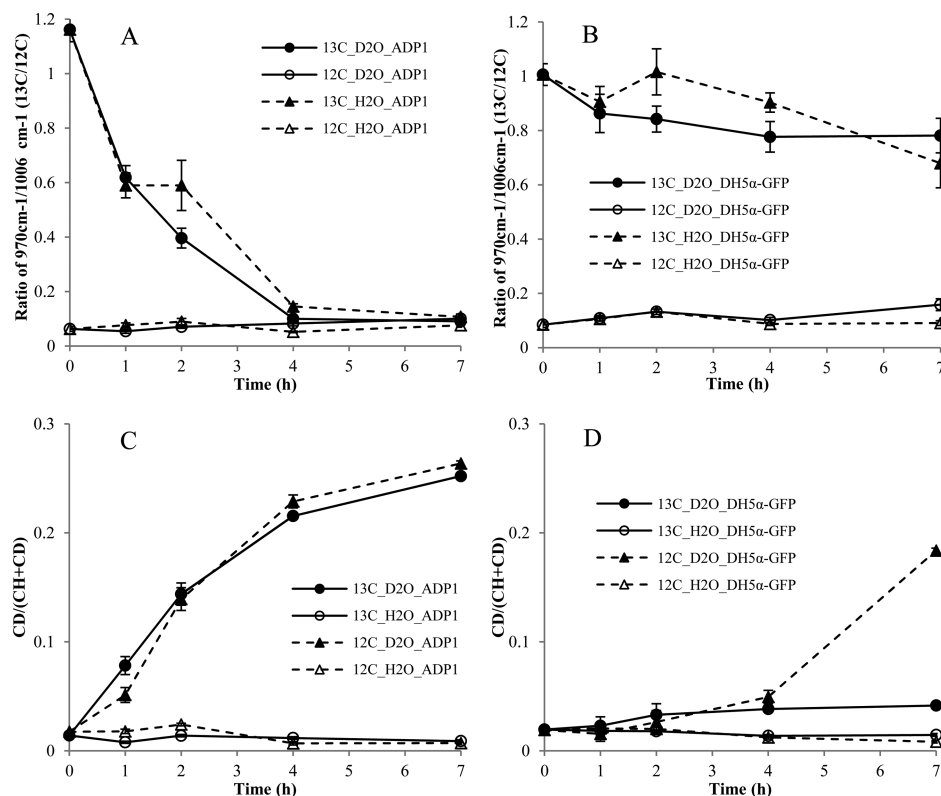 A
Ratio of 970cm-1/1006 cm-1 (13C/12C)
1.2
1
0.8
0.6
0.4
0.2
0
0 1 2 3 4 5 6 7
Time (h)
13C_D2O_ADP1
12C_D2O_ADP1
13C_H2O_ADP1
12C_H2O_ADP1
B
Ratio of 970cm-1/1006cm-1 (13C/12C)
1.2
1
0.8
0.6
0.4
0.2
0
0 1 2 3 4 5 6 7
Time (h)
13C_D2O_DH5α-GFP
12C_D2O_DH5α-GFP
13C_H2O_DH5α-GFP
12C_H2O_DH5α-GFP
C
CD/(CH+CD)
0.3
0.2
0.1
0
0 1 2 3 4 5 6 7
Time (h)
13C_D2O_ADP1
13C_H2O_ADP1
12C_D2O_ADP1
12C_H2O_ADP1
D
CD/(CH+CD)
0.3
0.2
0.1
0
0 1 2 3 4 5 6 7
Time (h)
13C_D2O_DH5α-GFP
13C_H2O_DH5α-GFP
12C_D2O_DH5α-GFP
12C_H2O_DH5α-GFP